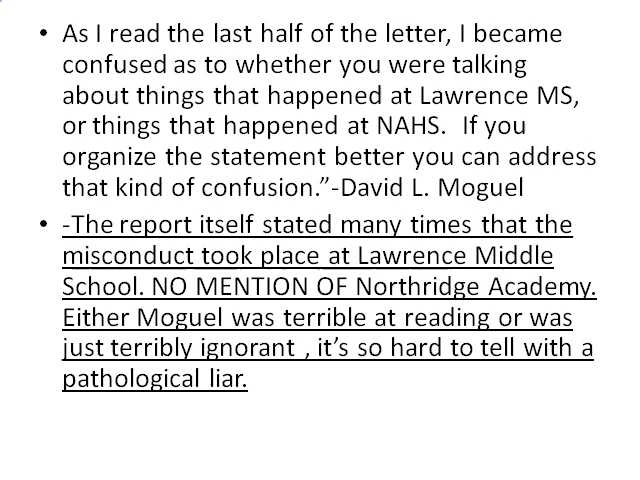 • As I read the last half of the letter, I became
confused as to whether you were talking
about things that happened at Lawrence MS,
or things that happened at NAHS.  If you
organize the statement better you can address
that kind of confusion.”-David L. Moguel
• -The report itself stated many times that the
misconduct took place at Lawrence Middle
School. NO MENTION OF Northridge Academy.
Either Moguel was terrible at reading or was
just terribly ignorant , it’s so hard to tell with a
pathological liar.